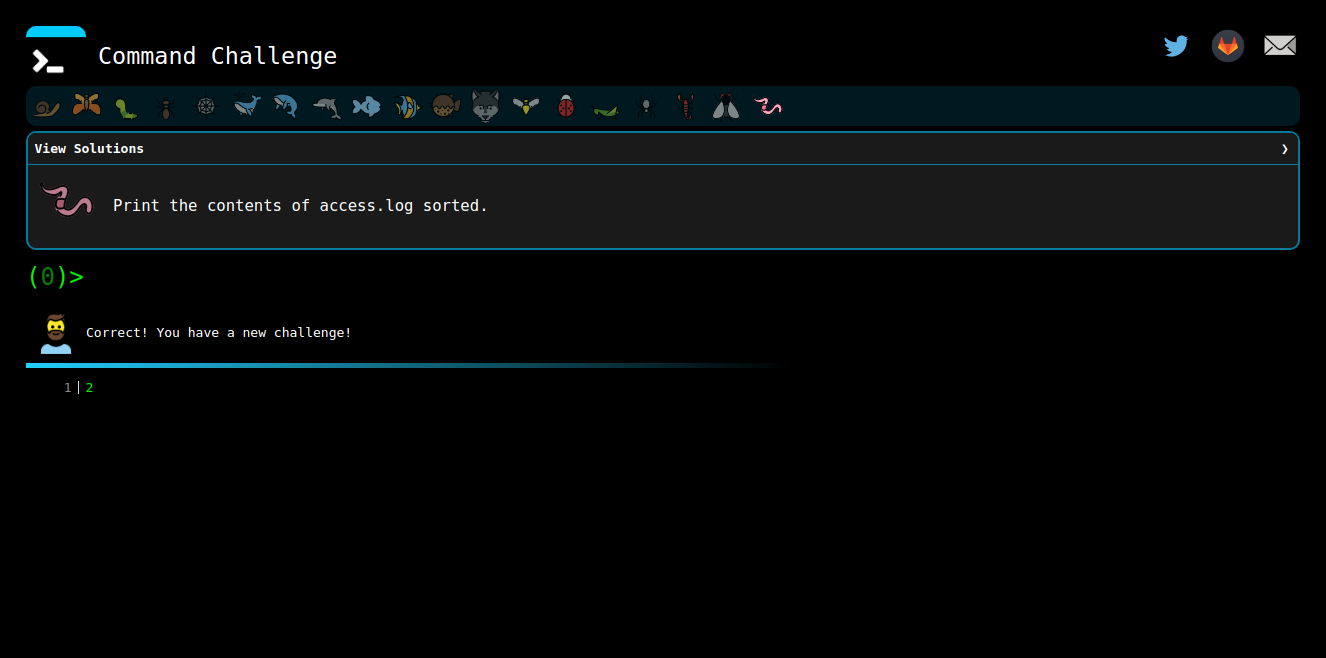 Command Challenge
View Solutions ❯
Print the contents of access.log sorted.
(0)>
Correct! You have a new challenge!
1 | 2